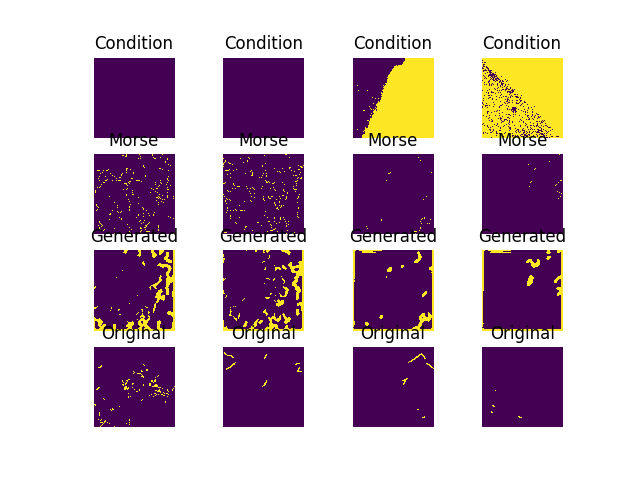 Condition Condition Condition Condition
Morse Morse Morse Morse
Generated Generated Generated Generated
Original Original Original Original